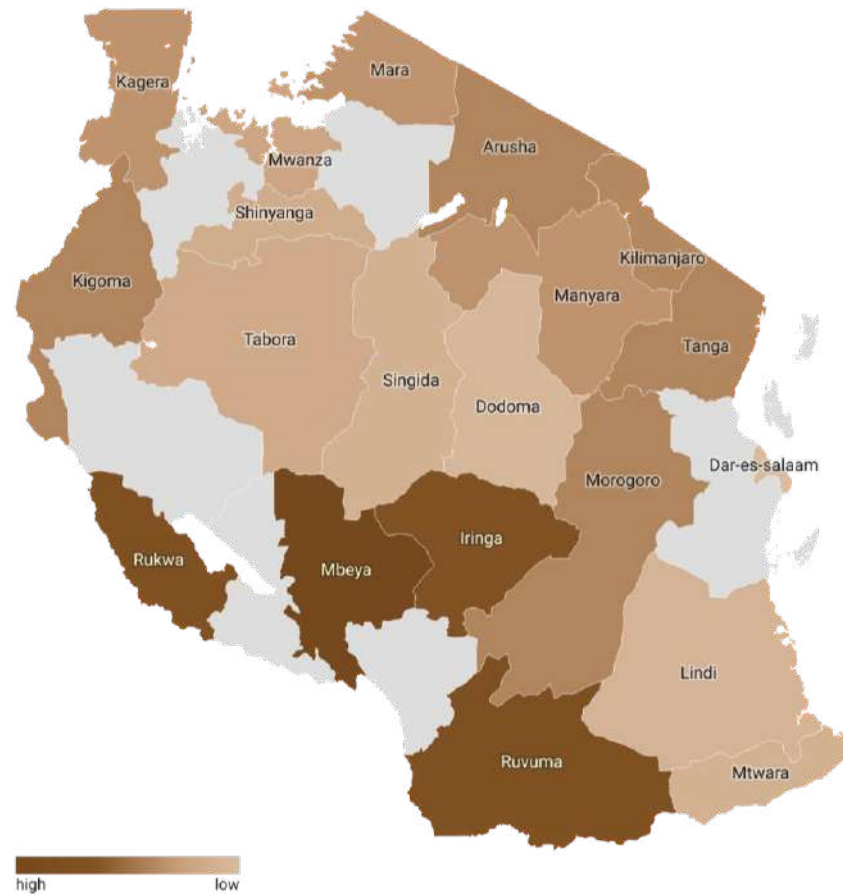 Mara
Kagera
Arusha
Mwanza
Shinyanga
Kilimanjaro
Kigoma
Manyara
Tabora
Tanga
Singida
Dodoma
Dar-es-salaam
Morogoro
Iringa
Rukwa
Mbeya
Lindi
Ruvuma
Mtwara
high low